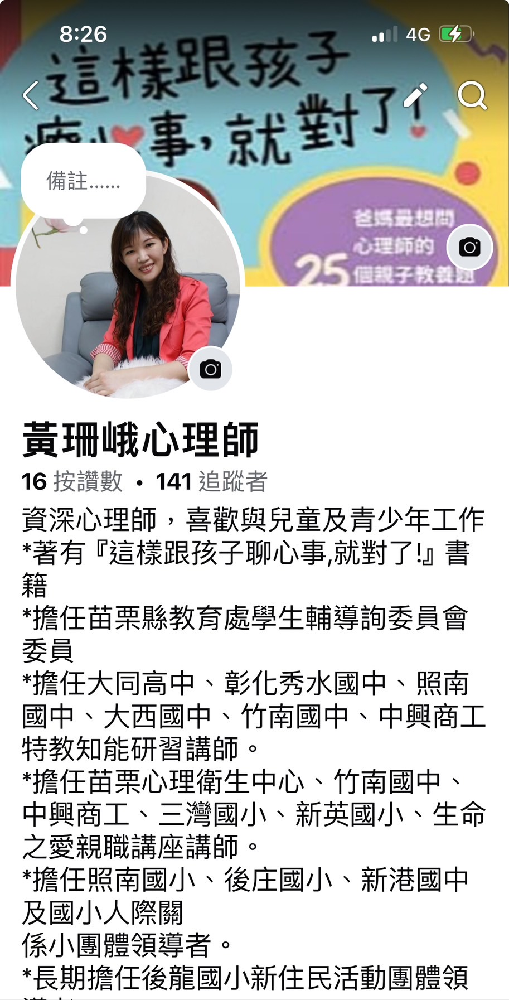 8:26
4G
這樣跟孩子
事,就對了!
備註......
爸媽最想問
心理師的
25個親子教養題
黃珊峨心理師
16 按讚數 • 141 追蹤者
資深心理師，喜歡與兒童及青少年工作
*著有『這樣跟孩子聊心事,就對了!』書
籍
*擔任苗栗縣教育處學生輔導詢委員會
委員
*擔任大同高中、彰化秀水國中、照南
國中、大西國中、竹南國中、中興商工
特教知能研習講師。
*擔任苗栗心理衛生中心、竹南國中、
中興商工、三灣國小、新英國小、生命
之愛親職講座講師。
*擔任照南國小、後庄國小、新港國中
及國小人際關
係小團體領導者。
*長期擔任後龍國小新住民活動團體領